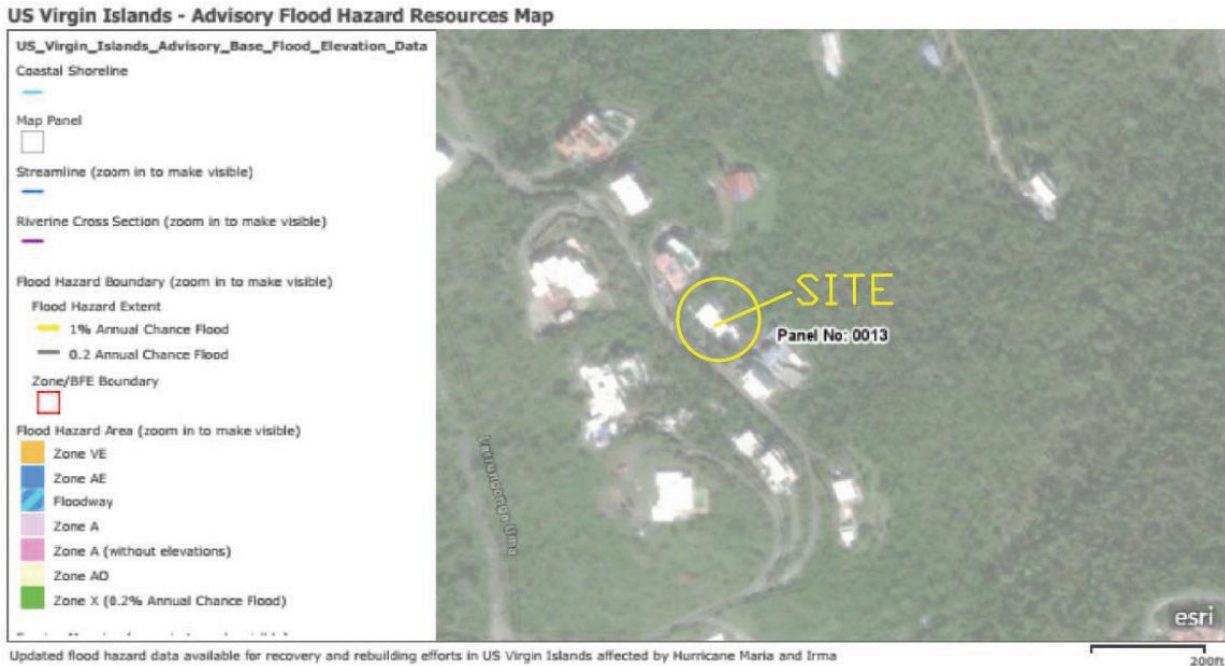 US Virgin Islands - Advisory Flood Hazard Resources Map
US_Virgin_Islands_Advisory_Base_Flood_Elevation_Data
Coastal Shoreline
Map Panel
Streamline (zoom in to make visible)
Riverine Cross Section (zoom in to make visible)
Flood Hazard Boundary (zoom in to make visible)
Flood Hazard Extent
1% Annual Chance Flood
0.2 Annual Chance Flood
Zone/BFE Boundary
Flood Hazard Area (zoom in to make visible)
Zone VE
Zone AE
Floodway
Zone A
Zone A (without elevations)
Zone AO
Zone X (0.2% Annual Chance Flood)
SITE
Panel No: 0013
esri
Updated flood hazard data available for recovery and rebuilding efforts in US Virgin Islands affected by Hurricane Maria and Irma
200ft